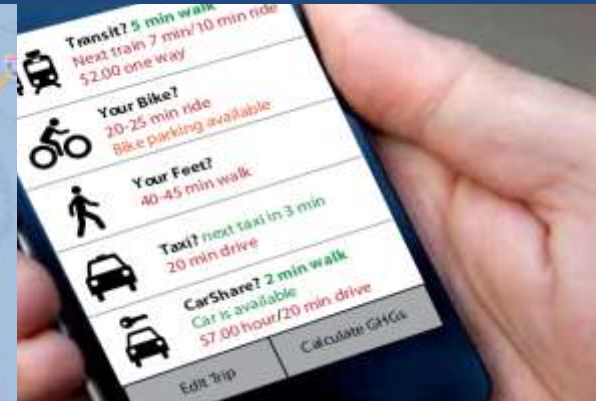 Transit? 5 min walk
Next train 7 min/10 min ride
$2.00 one way
Your Bike?
20-25 min ride
Bike parking available
Your Feet?
40-45 min walk
Taxi? next taxi in 3 min
20 min drive
CarShare? 2 min walk
Car is available
$7.00 hour/20 min drive
Edit Trip
Calculate GHGs